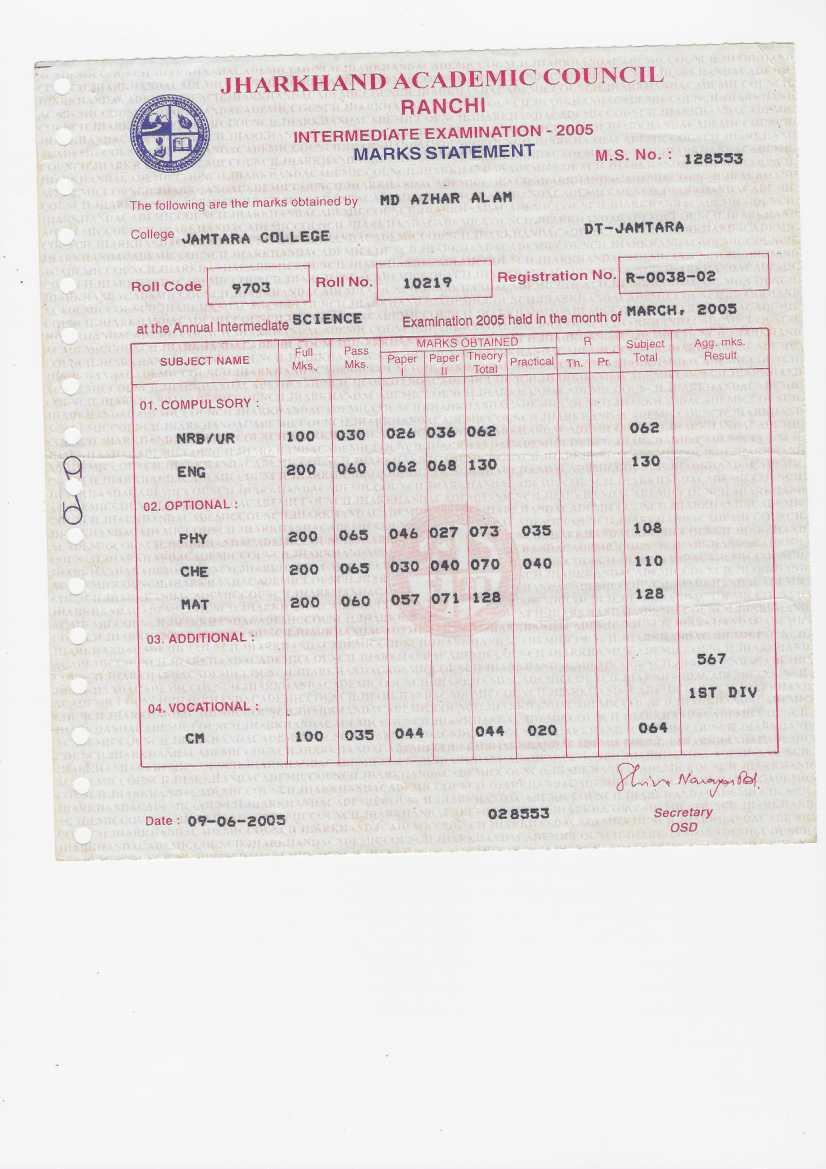 JHARKHAND ACADEMIC COUNCIL
RANCHI
INTERMEDIATE EXAMINATION - 2005
MARKS STATEMENT
M.S. No. : 128553
The following are the marks obtained by MD AZHAR ALAM
College JAMTARA COLLEGE DT-JAMTARA
Roll Code 9703 Roll No. 10219 Registration No. R-0038-02
at the Annual Intermediate SCIENCE Examination 2005 held in the month of MARCH, 2005
SUBJECT NAME Full Mks. Pass Mks. MARKS OBTAINED R Subject Total Agg. mks. Result
Paper I Paper II Theory Total Practical Th. Pr.
01. COMPULSORY :
NRB/UR 100 030 026 036 062 062
ENG 200 060 062 068 130 130
02. OPTIONAL :
PHY 200 065 046 027 073 035 108
CHE 200 065 030 040 070 040 110
MAT 200 060 057 071 128 128
03. ADDITIONAL :
567
1ST DIV
04. VOCATIONAL :
CM 100 035 044 044 020 064
Date : 09-06-2005 028553
Secretary
OSD